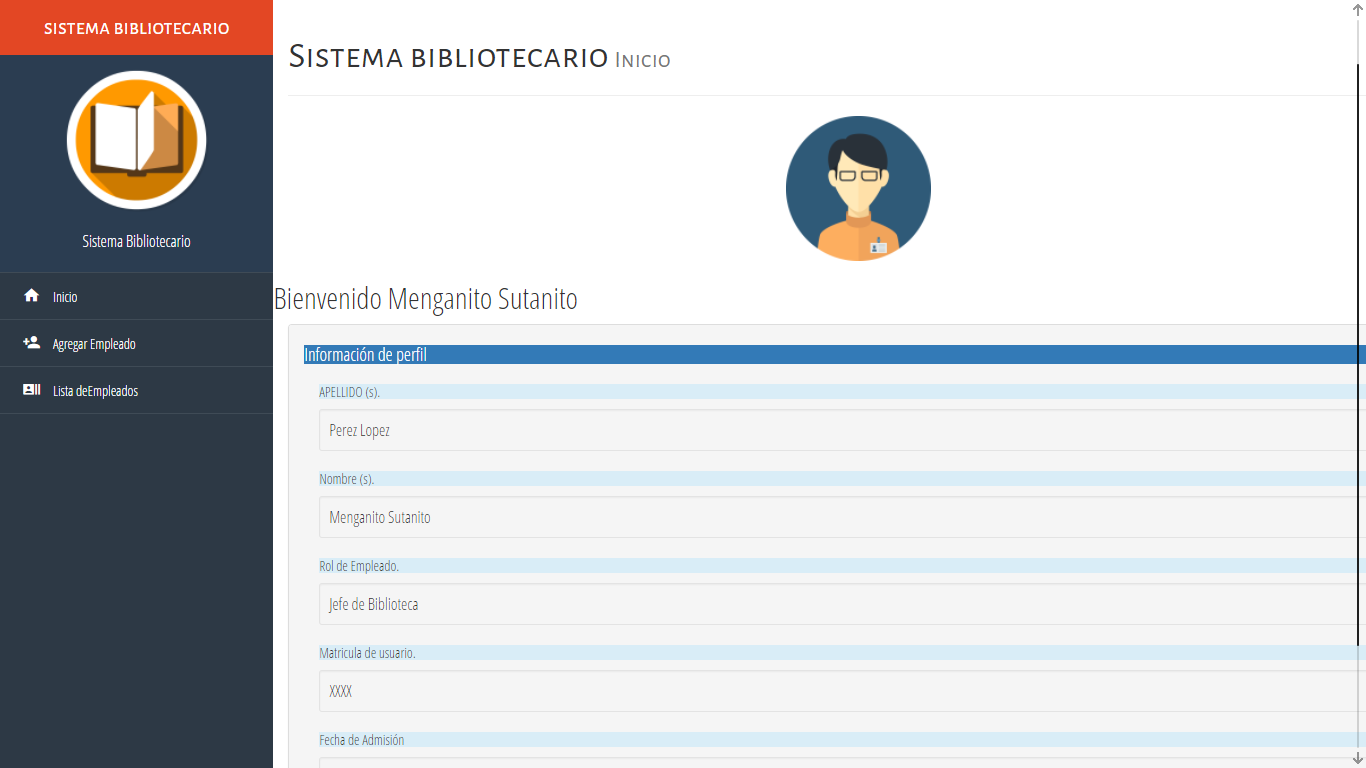 SISTEMA BIBLIOTECARIO
Sistema Bibliotecario
Inicio
Agregar Empleado
Lista deEmpleados
Sistema bibliotecario Inicio
Bienvenido Menganito Sutanito
Información de perfil
APELLIDO (s).
Perez Lopez
Nombre (s).
Menganito Sutanito
Rol de Empleado.
Jefe de Biblioteca
Matricula de usuario.
XXXX
Fecha de Admisión